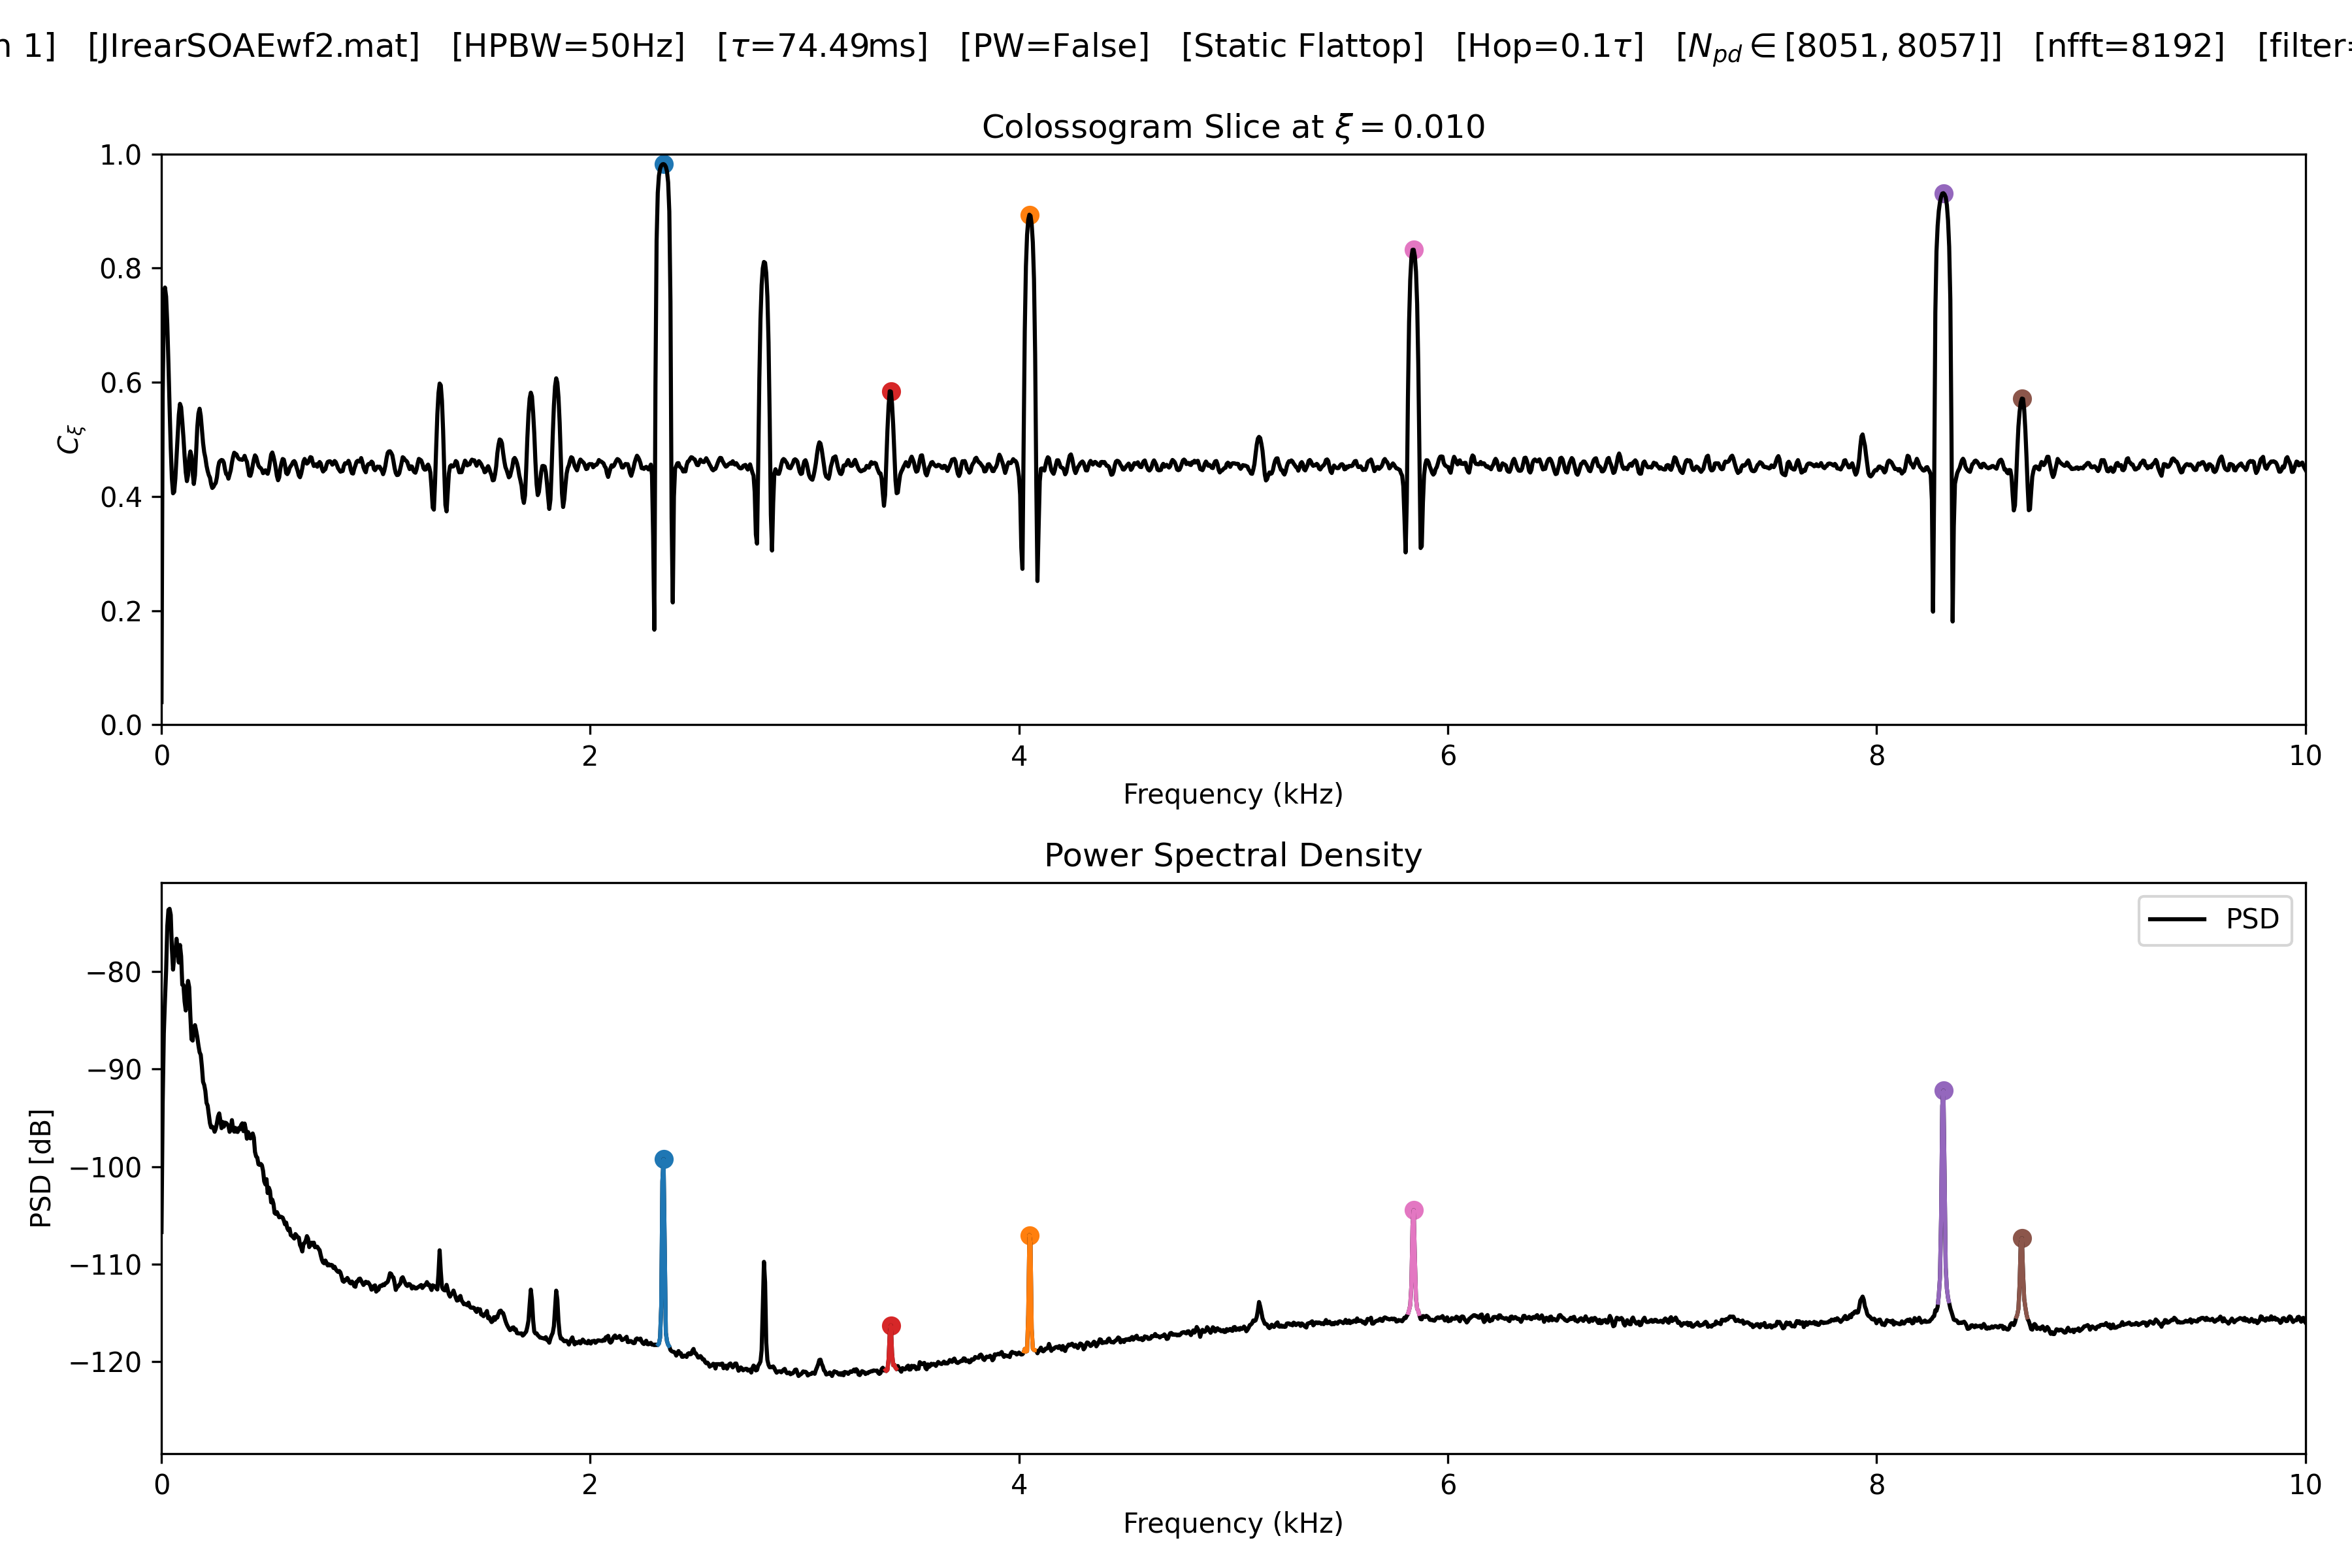 n 1] [JIrearSOAEwf2.mat] [HPBW=50Hz] [τ=74.49ms] [PW=False] [Static Flattop] [Hop=0.1τ] [N_pd ∈ [8051, 8057]] [nfft=8192] [filter=
Colossogram Slice at ξ = 0.010
1.0
0.8
0.6
0.4
0.2
0.0
C_ξ
0 2 4 6 8 10
Frequency (kHz)
Power Spectral Density
PSD
−80
−90
−100
−110
−120
PSD [dB]
0 2 4 6 8 10
Frequency (kHz)